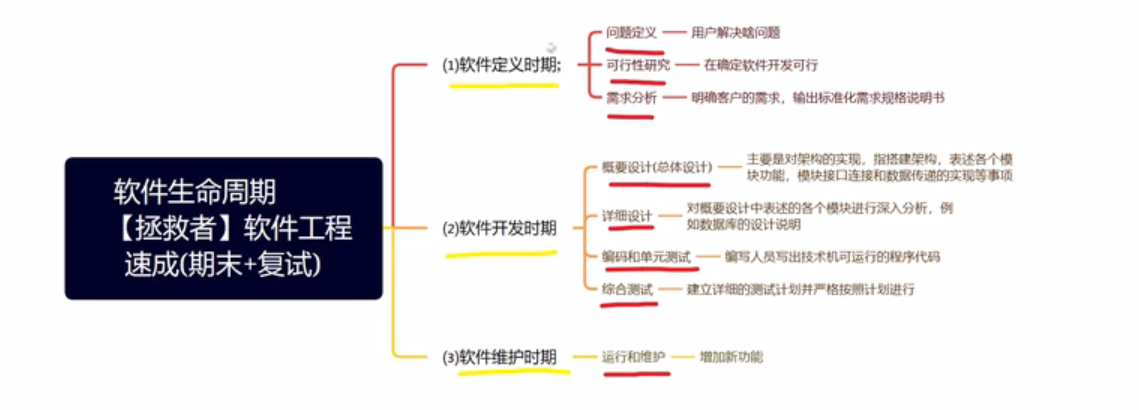 软件生命周期
【拯救者】软件工程
速成(期末+复试)
(1)软件定义时期;
问题定义
用户解决啥问题
可行性研究
在确定软件开发可行
需求分析
明确客户的需求，输出标准化需求规格说明书
(2)软件开发时期
概要设计(总体设计)
主要是对架构的实现，指搭建架构，表述各个模
块功能，模块接口连接和数据传递的实现等事项
详细设计
对概要设计中表述的各个模块进行深入分析，例
如数据库的设计说明
编码和单元测试
编写人员写出技术机可运行的程序代码
综合测试
建立详细的测试计划并严格按照计划进行
(3)软件维护时期
运行和维护
增加新功能